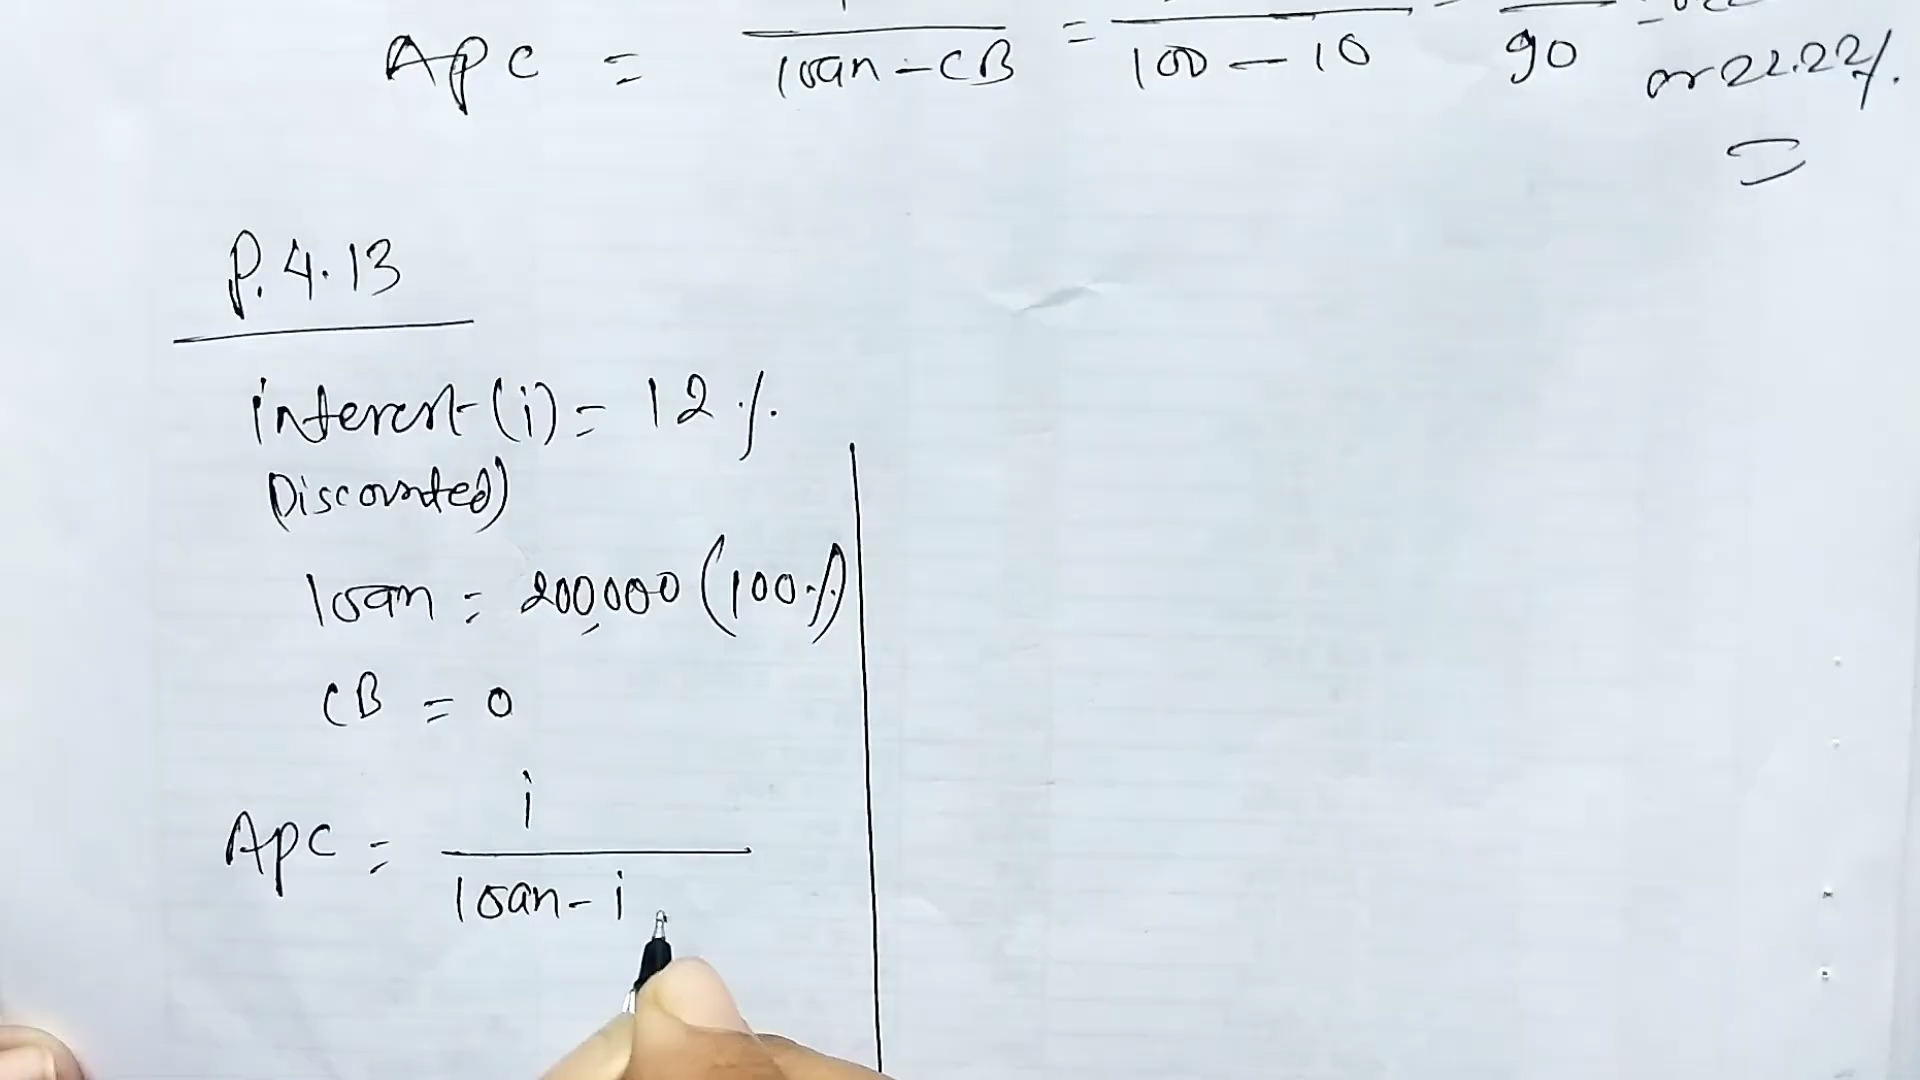 APC = loan - CB = 100 - 10 90 or 22.22%
P. 4.13
interest (i) = 12%
Discounted)
loan = 200,000 (100%)
CB = 0
i
APC =
loan - i